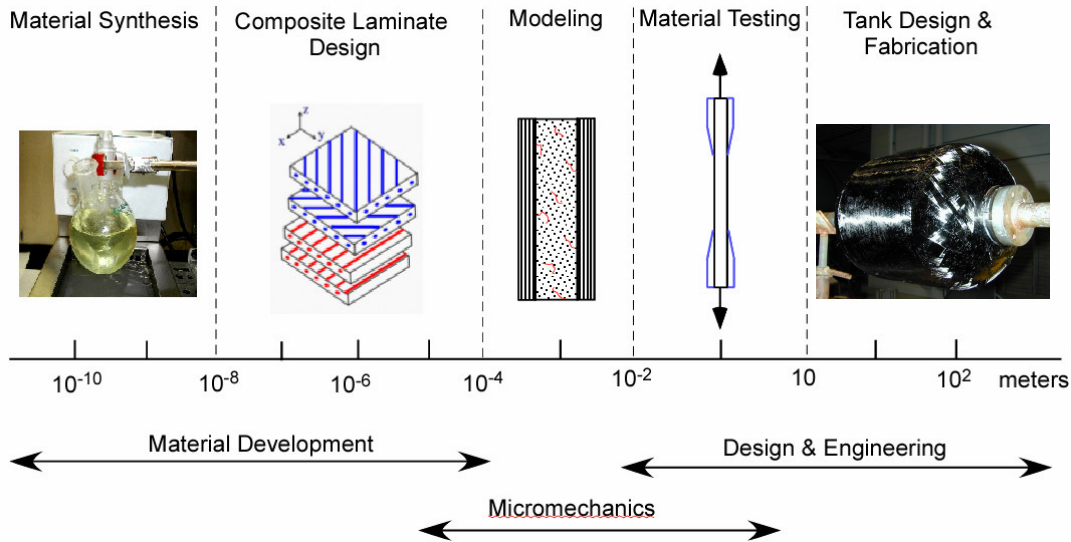 Material Synthesis
Composite Laminate
Design
Modeling
Material Testing
Tank Design &
Fabrication
z
x
y
10⁻¹⁰
10⁻⁸
10⁻⁶
10⁻⁴
10⁻²
10
10²
meters
Material Development
Design & Engineering
Micromechanics